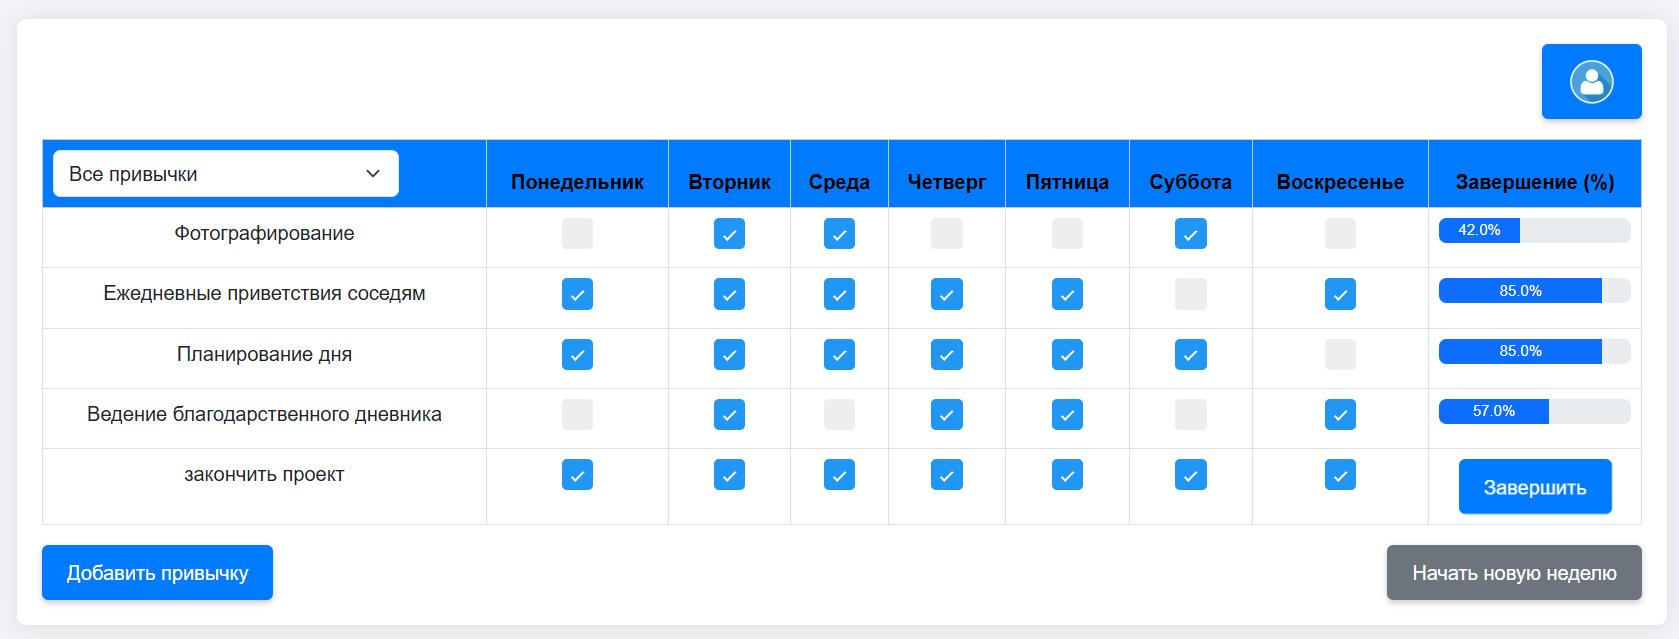 Все привычки Понедельник Вторник Среда Четверг Пятница Суббота Воскресенье Завершение (%)
Фотографирование 42.0%
Ежедневные приветствия соседям 85.0%
Планирование дня 85.0%
Ведение благодарственного дневника 57.0%
закончить проект Завершить
Добавить привычку Начать новую неделю